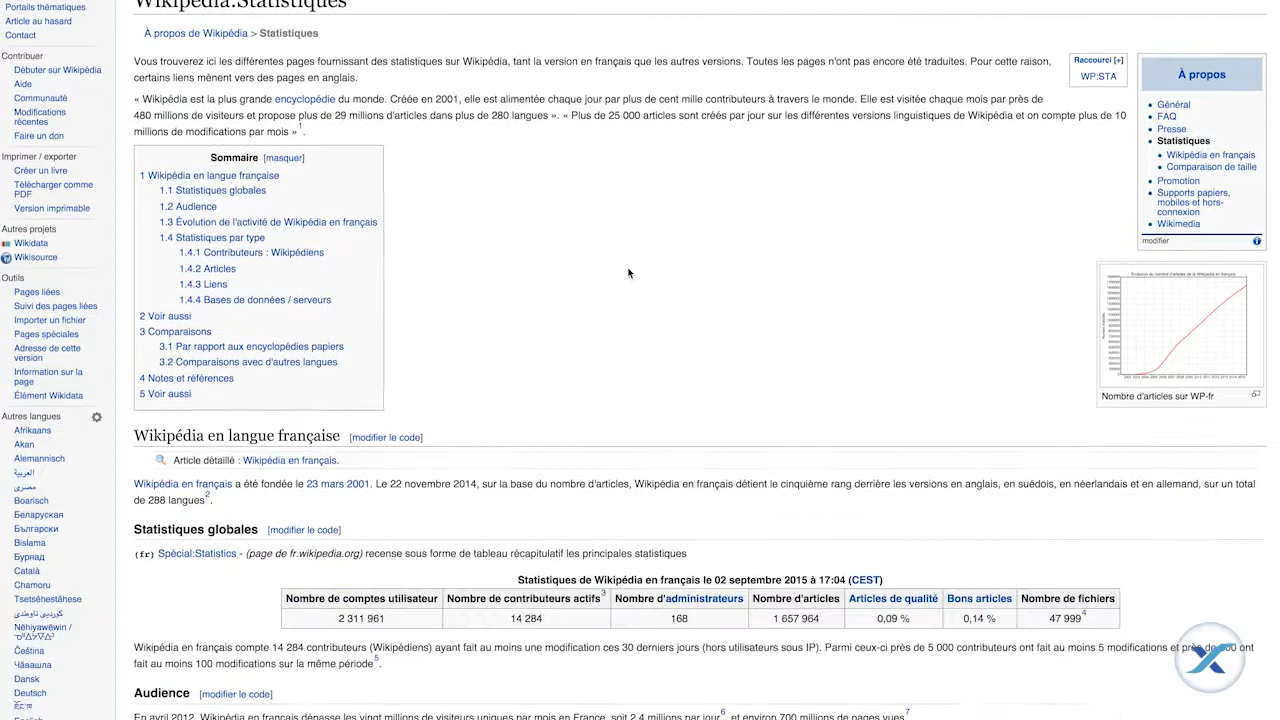 Portails thématiques
Article au hasard
Contact
Contribuer
Débuter sur Wikipédia
Aide
Communauté
Modifications
récentes
Faire un don
Imprimer / exporter
Créer un livre
Télécharger comme
PDF
Version imprimable
Autres projets
Wikidata
Wikisource
Outils
Pages liées
Suivi des pages liées
Importer un fichier
Pages spéciales
Adresse de cette
version
Information sur la
page
Élément Wikidata
Autres langues
Afrikaans
Akan
Alemannisch
العربية
مصرى
Boarisch
Беларуская
Български
Bislama
Буряад
Català
Chamoru
Tsetsêhestâhese
کوردیی ناوەندی
Nēhiyawēwin /
ᓀᐦᐃᔭᐍᐏᐣ
Čeština
Чӑвашла
Dansk
Deutsch
Wikipédia:Statistiques
À propos de Wikipédia > Statistiques
Vous trouverez ici les différentes pages fournissant des statistiques sur Wikipédia, tant la version en français que les autres versions. Toutes les pages n'ont pas encore été traduites. Pour cette raison,
certains liens mènent vers des pages en anglais.
« Wikipédia est la plus grande encyclopédie du monde. Créée en 2001, elle est alimentée chaque jour par plus de cent mille contributeurs à travers le monde. Elle est visitée chaque mois par près de
480 millions de visiteurs et propose plus de 29 millions d'articles dans plus de 280 langues ». « Plus de 25 000 articles sont créés par jour sur les différentes versions linguistiques de Wikipédia et on compte plus de 10
millions de modifications par mois »1.
Raccourci [+]
WP:STA
À propos
Général
FAQ
Presse
Statistiques
Wikipédia en français
Comparaison de taille
Promotion
Supports papiers,
mobiles et hors-
connexion
Wikimedia
modifier
Évolution du nombre d'articles de la Wikipédia en français
Nombre d'articles sur WP-fr
Sommaire [masquer]
1 Wikipédia en langue française
1.1 Statistiques globales
1.2 Audience
1.3 Évolution de l'activité de Wikipédia en français
1.4 Statistiques par type
1.4.1 Contributeurs : Wikipédiens
1.4.2 Articles
1.4.3 Liens
1.4.4 Bases de données / serveurs
2 Voir aussi
3 Comparaisons
3.1 Par rapport aux encyclopédies papiers
3.2 Comparaisons avec d'autres langues
4 Notes et références
5 Voir aussi
Wikipédia en langue française [modifier le code]
Article détaillé : Wikipédia en français.
Wikipédia en français a été fondée le 23 mars 2001. Le 22 novembre 2014, sur la base du nombre d'articles, Wikipédia en français détient le cinquième rang derrière les versions en anglais, en suédois, en néerlandais et en allemand, sur un total
de 288 langues2.
Statistiques globales [modifier le code]
(fr) Spécial:Statistics - (page de fr.wikipedia.org) recense sous forme de tableau récapitulatif les principales statistiques
Statistiques de Wikipédia en français le 02 septembre 2015 à 17:04 (CEST)
Nombre de comptes utilisateur Nombre de contributeurs actifs3 Nombre d'administrateurs Nombre d'articles Articles de qualité Bons articles Nombre de fichiers
2 311 961 14 284 168 1 657 964 0,09 % 0,14 % 47 9994
Wikipédia en français compte 14 284 contributeurs (Wikipédiens) ayant fait au moins une modification ces 30 derniers jours (hors utilisateurs sous IP). Parmi ceux-ci près de 5 000 contributeurs ont fait au moins 5 modifications et près de ont
fait au moins 100 modifications sur la même période5.
Audience [modifier le code]
En avril 2012, Wikipédia en français dépasse les vingt millions de visiteurs uniques par mois en France, soit 2,4 millions par jour6, et environ 700 millions de pages vues7